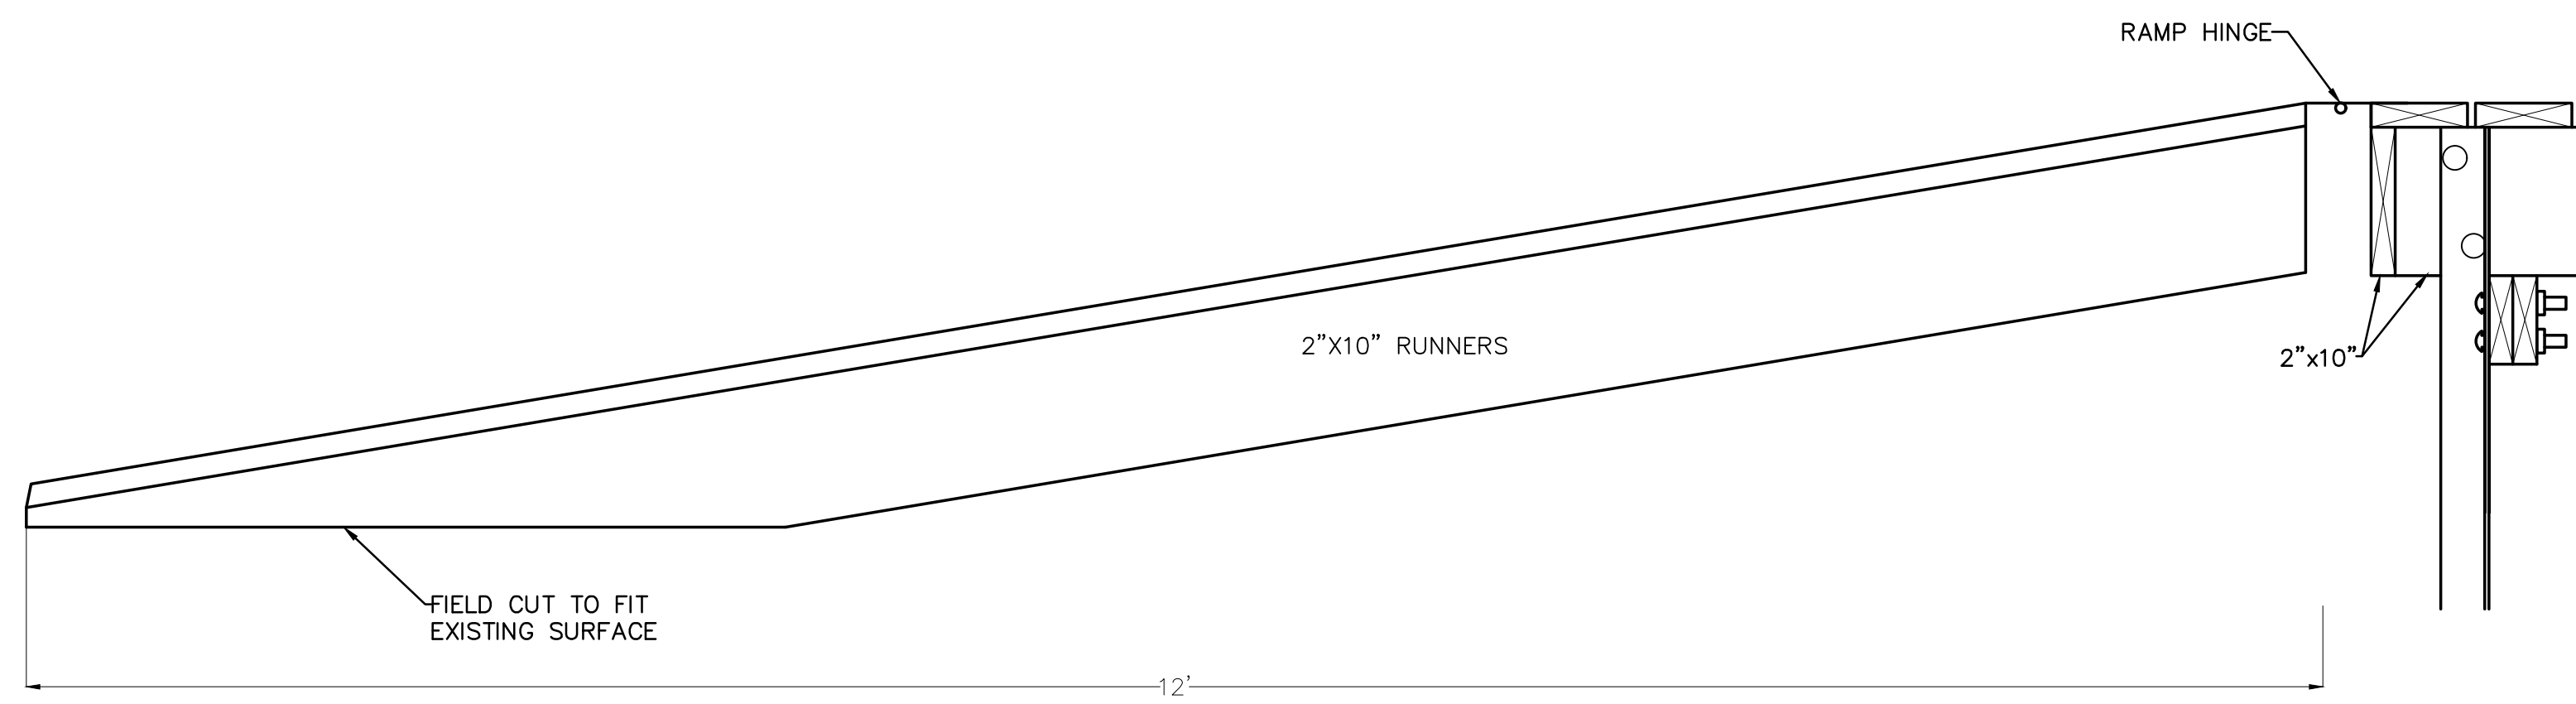 RAMP HINGE
2”X10” RUNNERS
2”x10”
FIELD CUT TO FIT
EXISTING SURFACE
12’